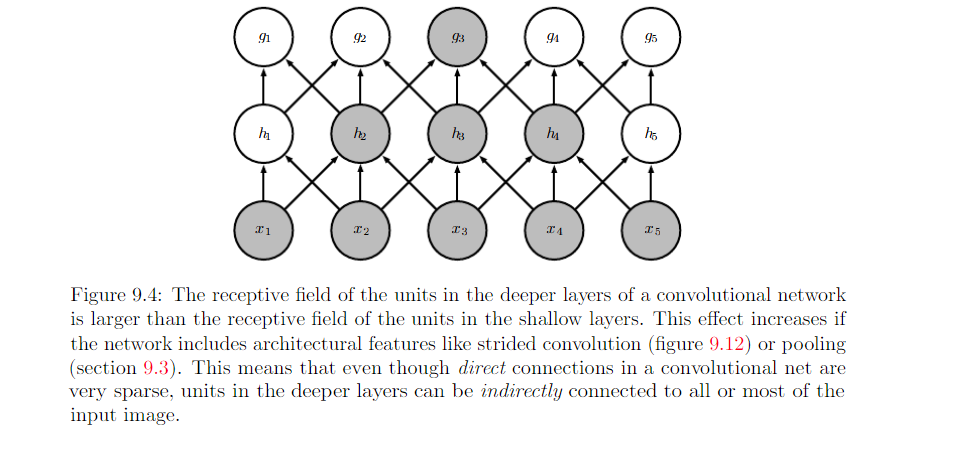 g1 g2 g3 g4 g5
h1 h2 h3 h4 h5
x1 x2 x3 x4 x5
Figure 9.4: The receptive field of the units in the deeper layers of a convolutional network
is larger than the receptive field of the units in the shallow layers. This effect increases if
the network includes architectural features like strided convolution (figure 9.12) or pooling
(section 9.3). This means that even though direct connections in a convolutional net are
very sparse, units in the deeper layers can be indirectly connected to all or most of the
input image.